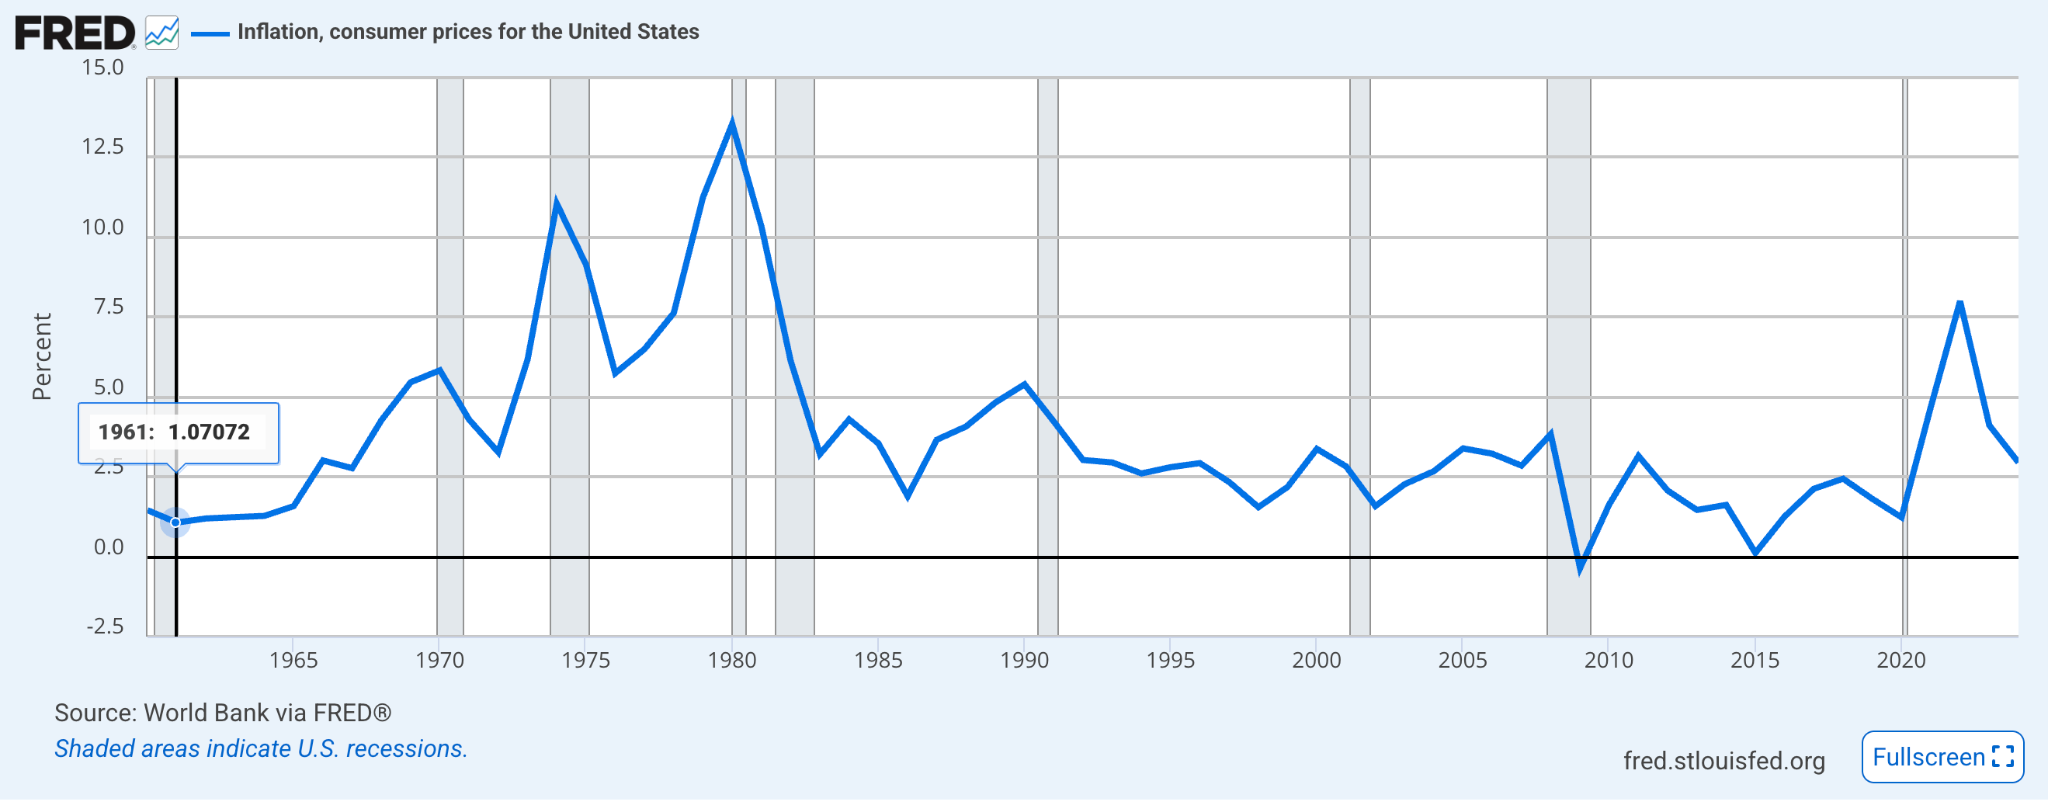 FRED Inflation, consumer prices for the United States
15.0
12.5
10.0
7.5
5.0
2.5
0.0
-2.5
Percent
1961: 1.07072
1965 1970 1975 1980 1985 1990 1995 2000 2005 2010 2015 2020
Source: World Bank via FRED®
Shaded areas indicate U.S. recessions.
fred.stlouisfed.org
Fullscreen